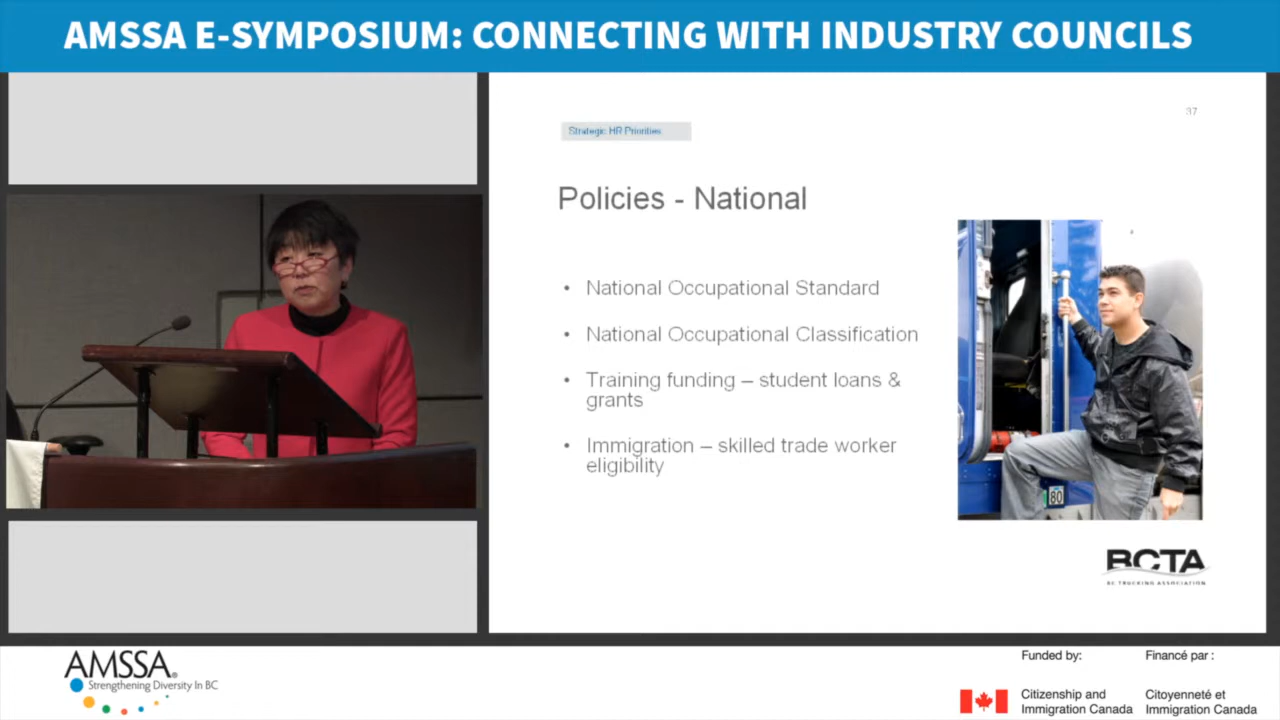 AMSSA E-SYMPOSIUM: CONNECTING WITH INDUSTRY COUNCILS
37
Strategic HR Priorities
Policies - National
• National Occupational Standard
• National Occupational Classification
• Training funding – student loans &
grants
• Immigration – skilled trade worker
eligibility
80
BCTA
BC TRUCKING ASSOCIATION
AMSSA®
Strengthening Diversity In BC
Funded by:
Financé par :
Citizenship and
Immigration Canada
Citoyenneté et
Immigration Canada